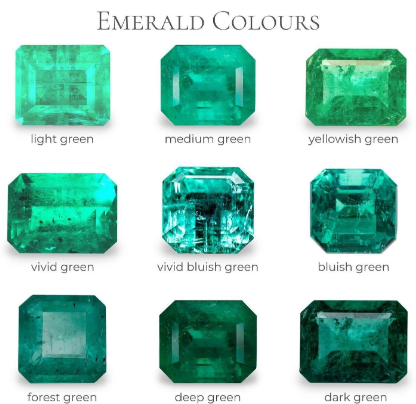 Emerald Colours
light green
medium green
yellowish green
vivid green
vivid bluish green
bluish green
forest green
deep green
dark green